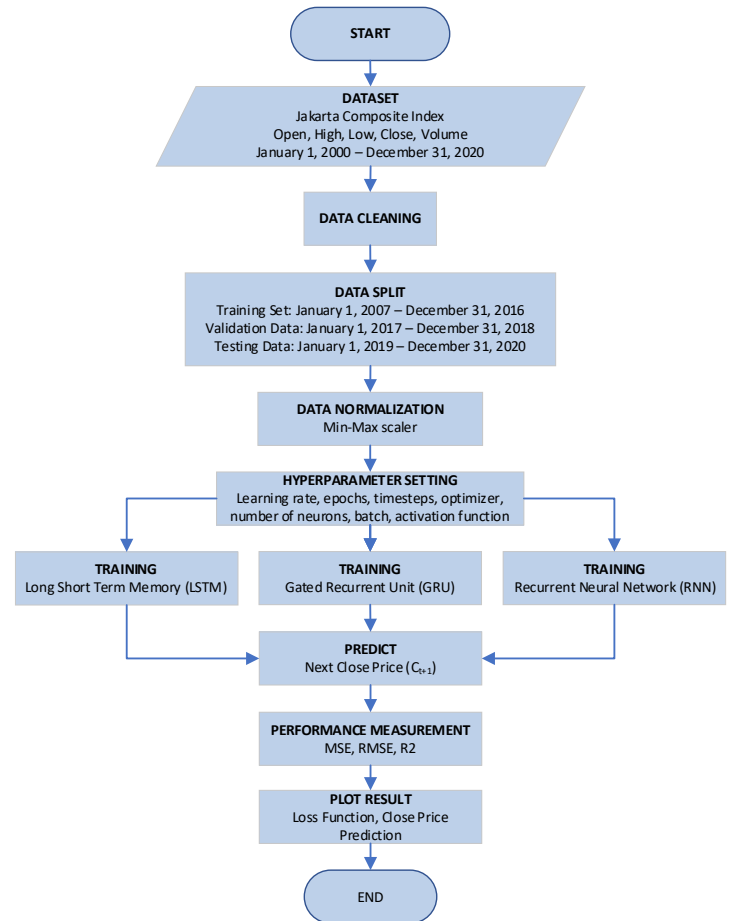 START
DATASET
Jakarta Composite Index
Open, High, Low, Close, Volume
January 1, 2000 – December 31, 2020
DATA CLEANING
DATA SPLIT
Training Set: January 1, 2007 – December 31, 2016
Validation Data: January 1, 2017 – December 31, 2018
Testing Data: January 1, 2019 – December 31, 2020
DATA NORMALIZATION
Min-Max scaler
HYPERPARAMETER SETTING
Learning rate, epochs, timesteps, optimizer,
number of neurons, batch, activation function
TRAINING
Long Short Term Memory (LSTM)
TRAINING
Gated Recurrent Unit (GRU)
TRAINING
Recurrent Neural Network (RNN)
PREDICT
Next Close Price (Cₜ₊₁)
PERFORMANCE MEASUREMENT
MSE, RMSE, R2
PLOT RESULT
Loss Function, Close Price
Prediction
END